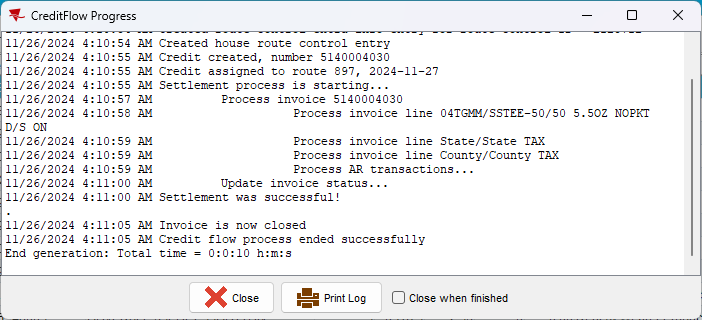 CreditFlow Progress
11/26/2024 4:10:54 AM Created house route control entry
11/26/2024 4:10:55 AM Credit created, number 5140004030
11/26/2024 4:10:55 AM Credit assigned to route 897, 2024-11-27
11/26/2024 4:10:55 AM Settlement process is starting...
11/26/2024 4:10:57 AM Process invoice 5140004030
11/26/2024 4:10:58 AM Process invoice line 04TGMM/SSTEE-50/50 5.5OZ NOPKT
D/S ON
11/26/2024 4:10:59 AM Process invoice line State/State TAX
11/26/2024 4:10:59 AM Process invoice line County/County TAX
11/26/2024 4:10:59 AM Process AR transactions...
11/26/2024 4:11:00 AM Update invoice status...
11/26/2024 4:11:00 AM Settlement was successful!
.
11/26/2024 4:11:05 AM Invoice is now closed
11/26/2024 4:11:05 AM Credit flow process ended successfully
End generation: Total time = 0:0:10 h:m:s
Close Print Log Close when finished